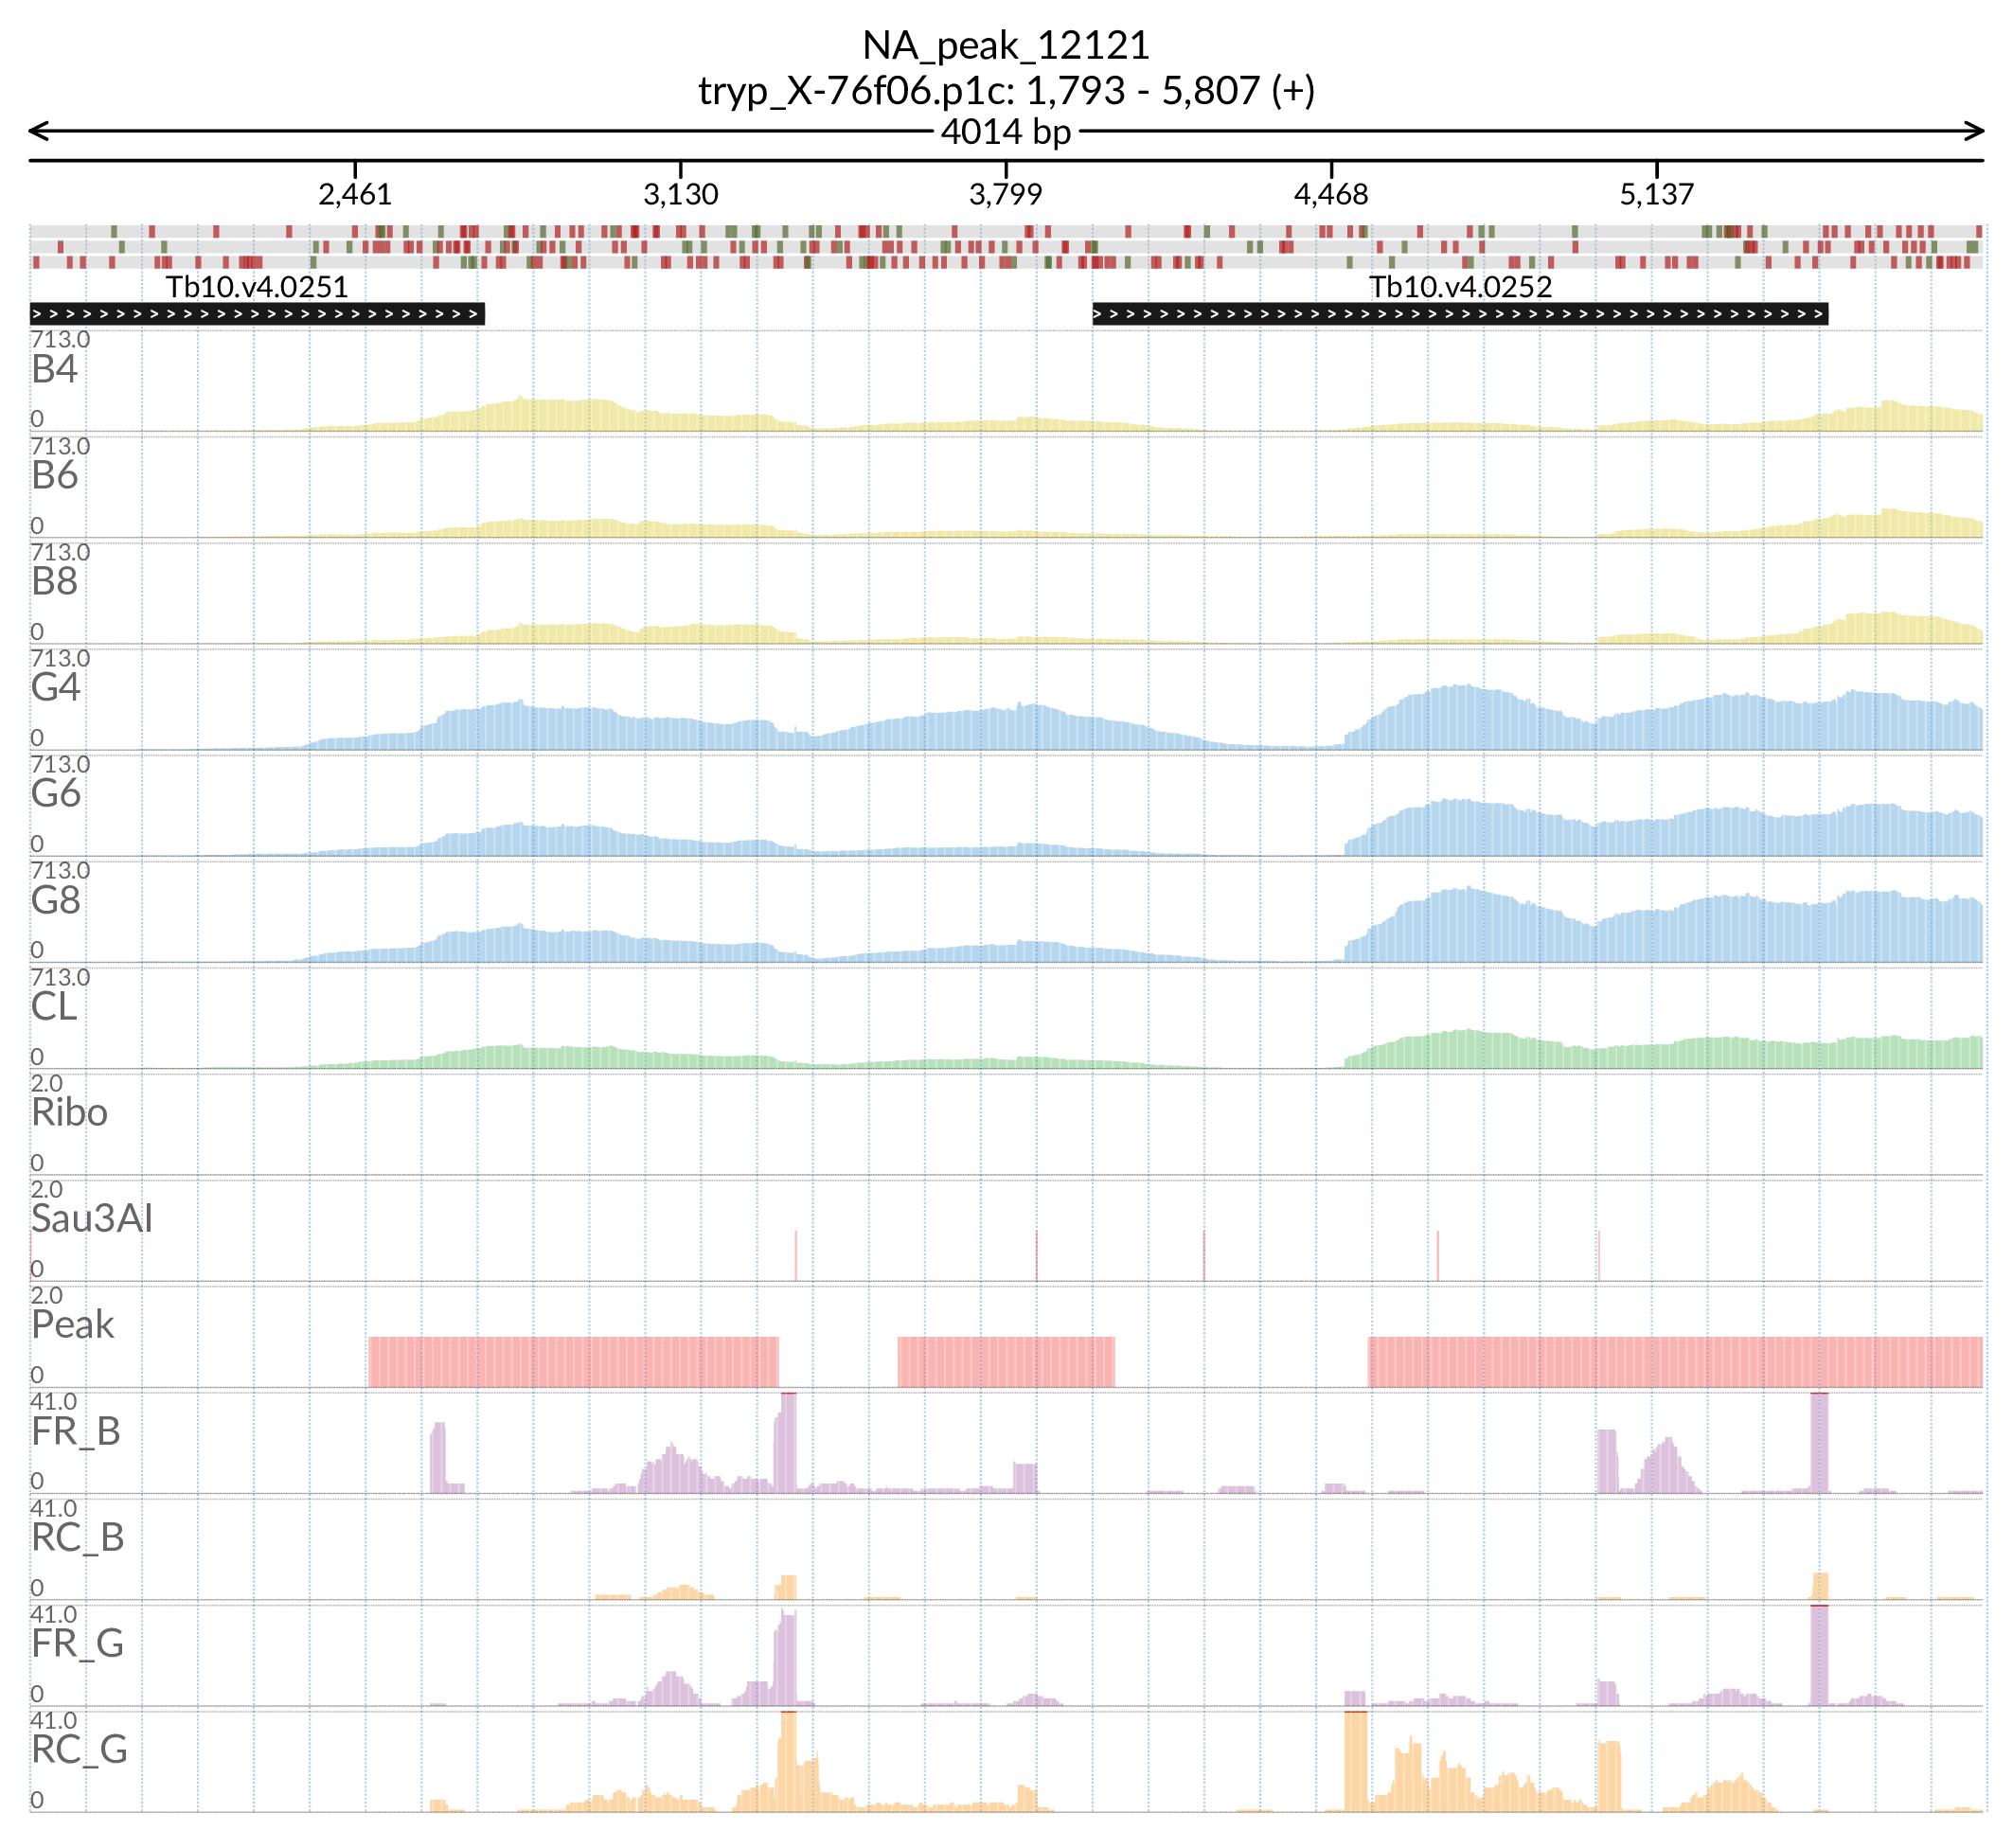 NA_peak_12121
tryp_X-76f06.p1c: 1,793 - 5,807 (+)
4014 bp
2,461 3,130 3,799 4,468 5,137
Tb10.v4.0251 Tb10.v4.0252
713.0
B4
0
713.0
B6
0
713.0
B8
0
713.0
G4
0
713.0
G6
0
713.0
G8
0
713.0
CL
0
2.0
Ribo
0
2.0
Sau3AI
0
2.0
Peak
0
41.0
FR_B
0
41.0
RC_B
0
41.0
FR_G
0
41.0
RC_G
0